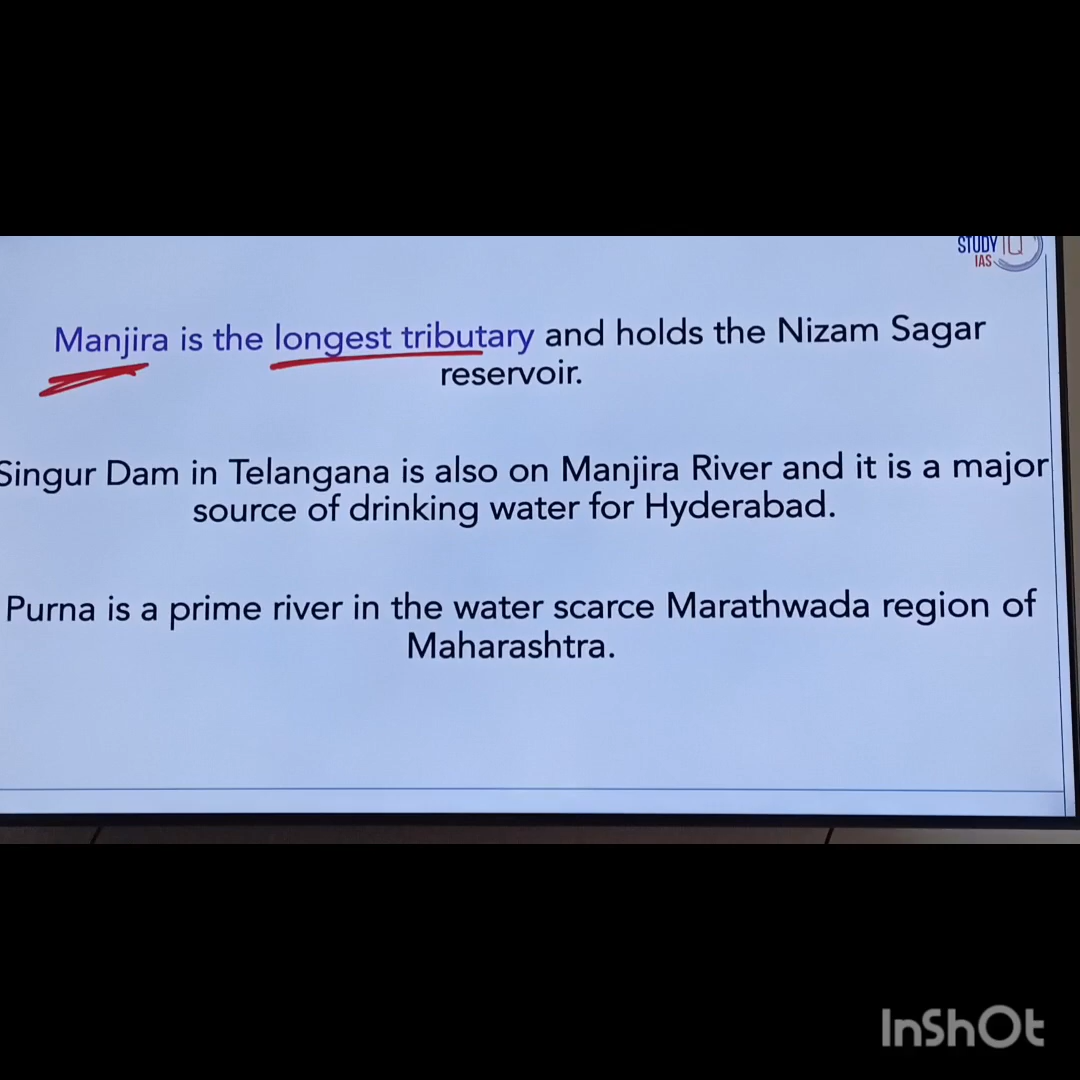 STUDY IQ
IAS
Manjira is the longest tributary and holds the Nizam Sagar
reservoir.
Singur Dam in Telangana is also on Manjira River and it is a major
source of drinking water for Hyderabad.
Purna is a prime river in the water scarce Marathwada region of
Maharashtra.
InShOt